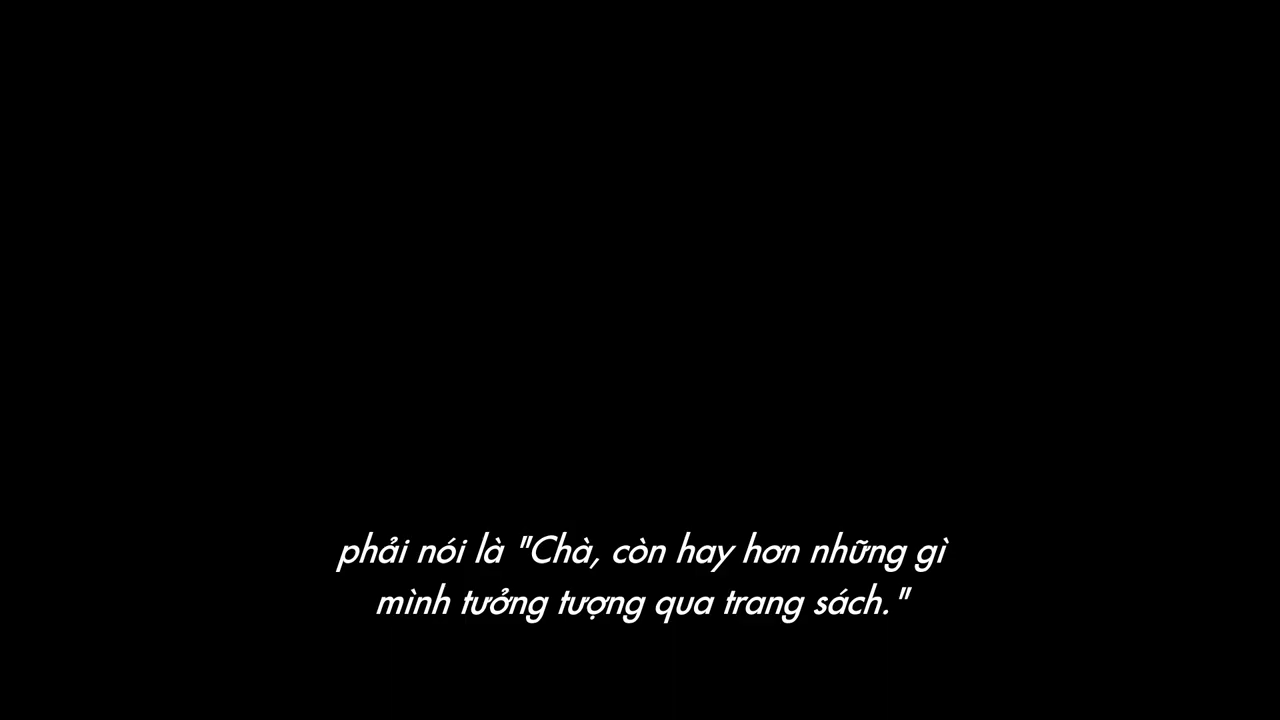 phải nói là "Chà, còn hay hơn những gì
mình tưởng tượng qua trang sách."